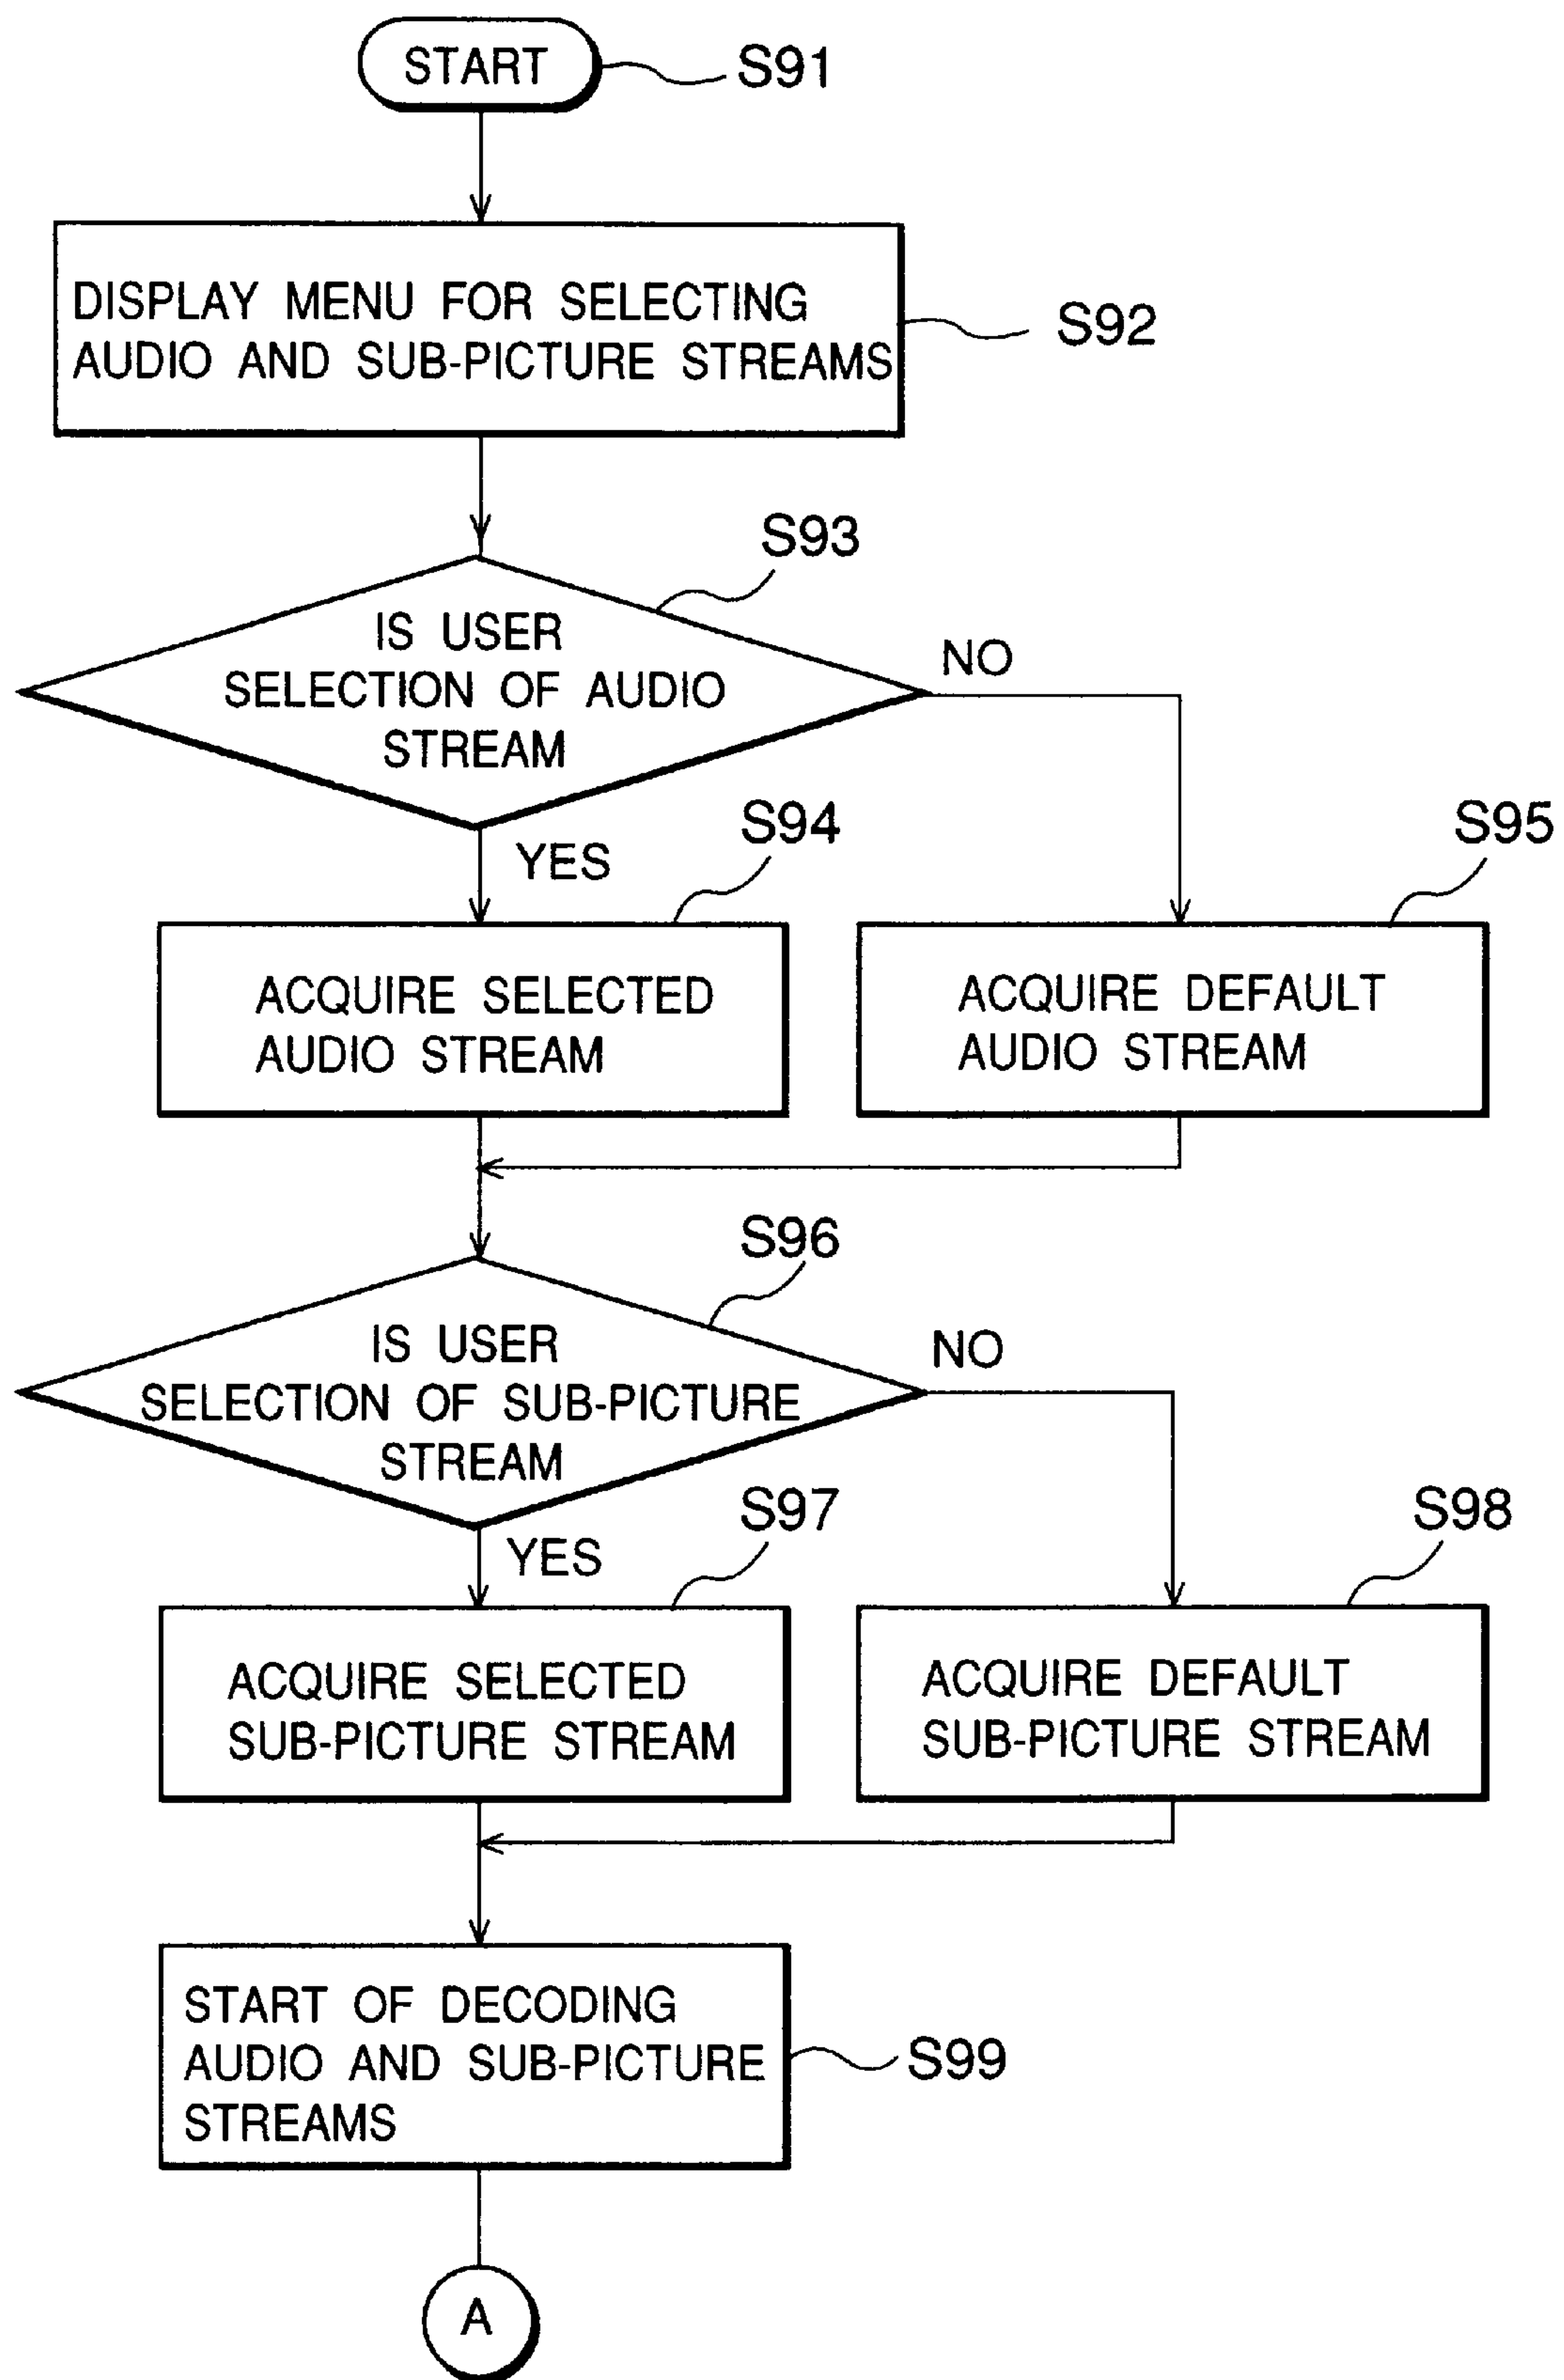 START
S91
DISPLAY MENU FOR SELECTING
AUDIO AND SUB-PICTURE STREAMS
S92
S93
IS USER
SELECTION OF AUDIO
STREAM
NO
YES
S94
S95
ACQUIRE SELECTED
AUDIO STREAM
ACQUIRE DEFAULT
AUDIO STREAM
S96
IS USER
SELECTION OF SUB-PICTURE
STREAM
NO
YES
S97
S98
ACQUIRE SELECTED
SUB-PICTURE STREAM
ACQUIRE DEFAULT
SUB-PICTURE STREAM
START OF DECODING
AUDIO AND SUB-PICTURE
STREAMS
S99
A